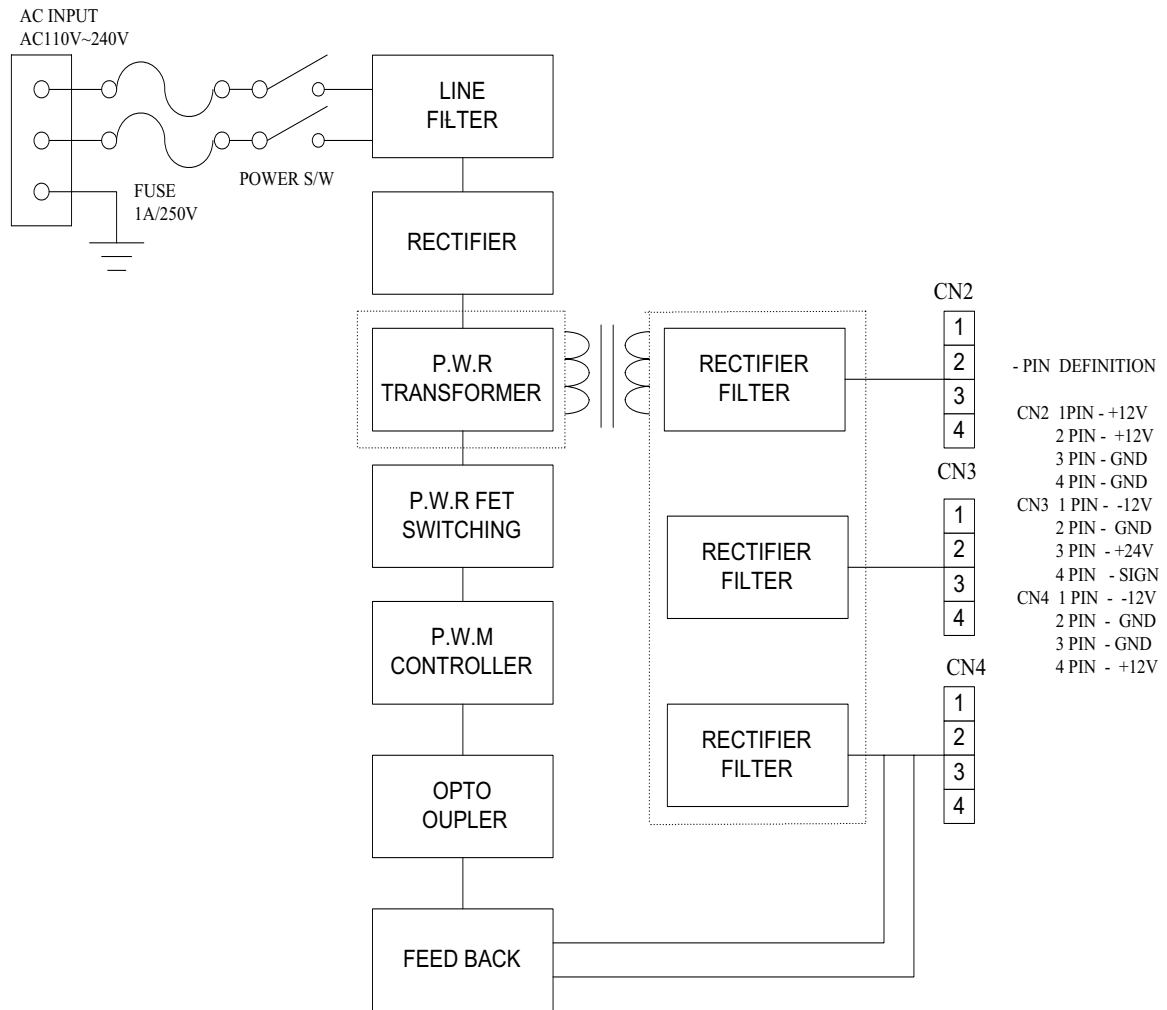 AC INPUT
AC110V~240V
LINE
FILTER
FUSE
1A/250V
POWER S/W
RECTIFIER
P.W.R
TRANSFORMER
RECTIFIER
FILTER
CN2
1
2
3
4
- PIN DEFINITION
CN2 1PIN - +12V
2 PIN - +12V
3 PIN - GND
4 PIN - GND
CN3 1 PIN - -12V
2 PIN - GND
3 PIN - +24V
4 PIN - SIGN
CN4 1 PIN - -12V
2 PIN - GND
3 PIN - GND
4 PIN - +12V
P.W.R FET
SWITCHING
RECTIFIER
FILTER
CN3
1
2
3
4
P.W.M
CONTROLLER
RECTIFIER
FILTER
CN4
1
2
3
4
OPTO
OUPLER
FEED BACK